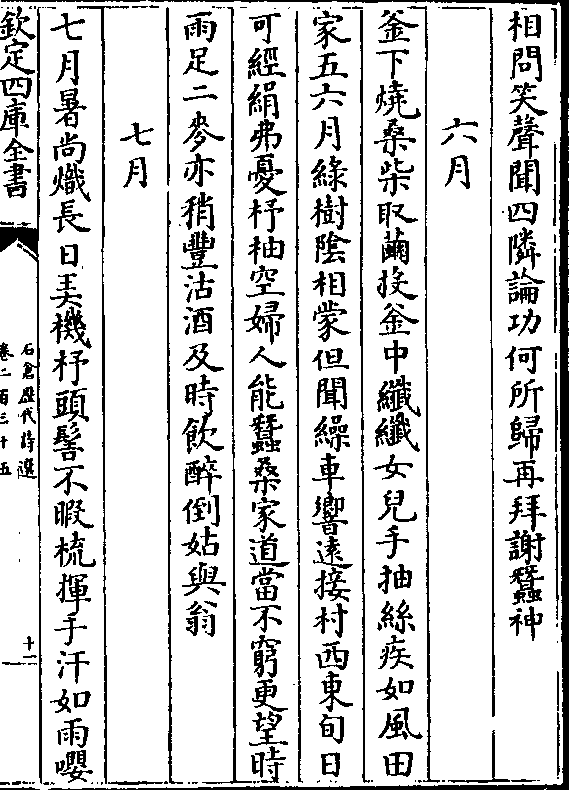 相問笑聲聞四隣論功何所歸再拜謝蠶神
六月
釜下燒桑柴取繭投釜中纖纖女兒手抽絲疾如風田
家五六月綠樹陰相蒙但聞繰車響遠接村西東旬日
可經絹弗憂杼柚空婦人能蠶桑家道當不窮更望時
雨足二麥亦稍豐沽酒及時飲醉倒姑與翁
七月
七月暑尚熾長日弄機杼頭髻不暇梳揮手汗如雨嚶
欽定四庫全書
石倉歷代詩選
卷二百三十五
十二